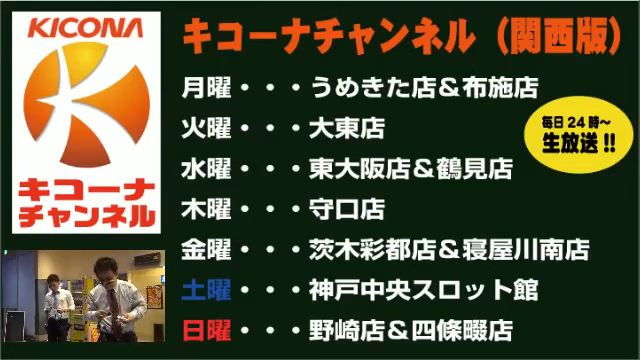 KICONA
キコーナ
チャンネル
キコーナチャンネル（関西版）
月曜・・・うめきた店＆布施店
火曜・・・大東店
水曜・・・東大阪店＆鶴見店
木曜・・・守口店
金曜・・・茨木彩都店＆寝屋川南店
土曜・・・神戸中央スロット館
日曜・・・野崎店＆四條畷店
毎日24時～
生放送!!